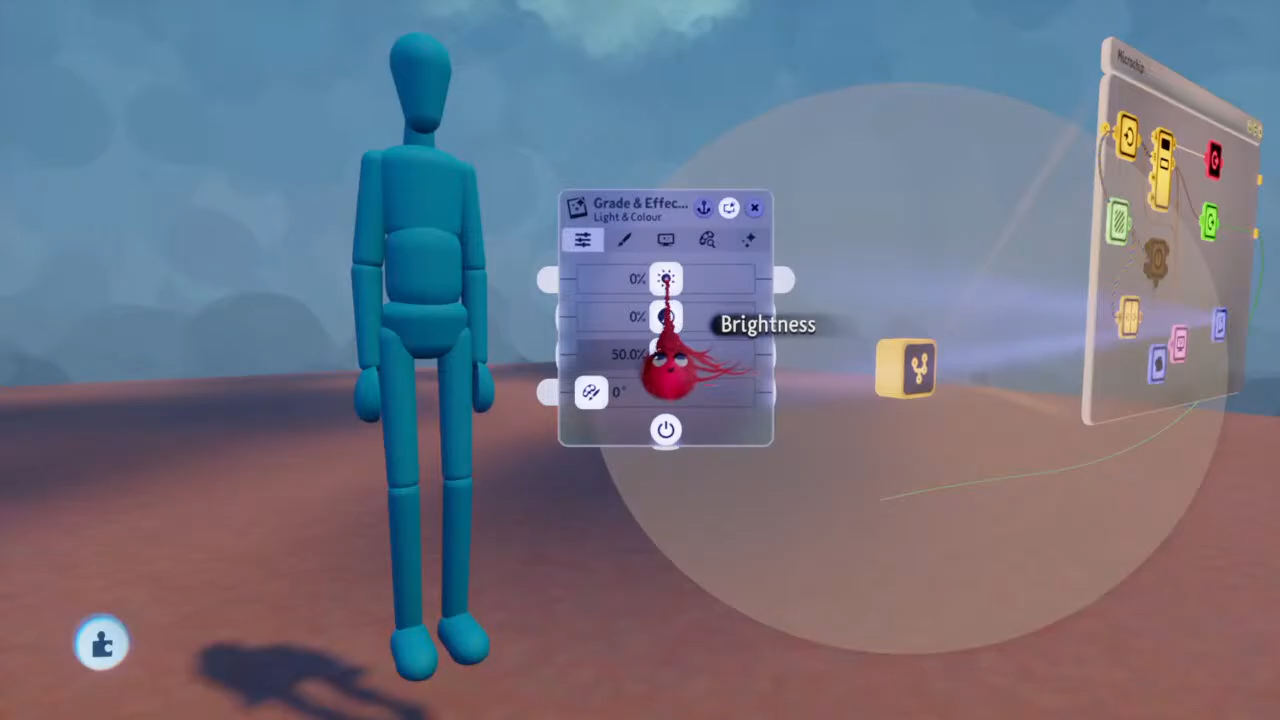 Grade & Effec...
Light & Colour
0%
0%
Brightness
50.0%
0°
Microchip